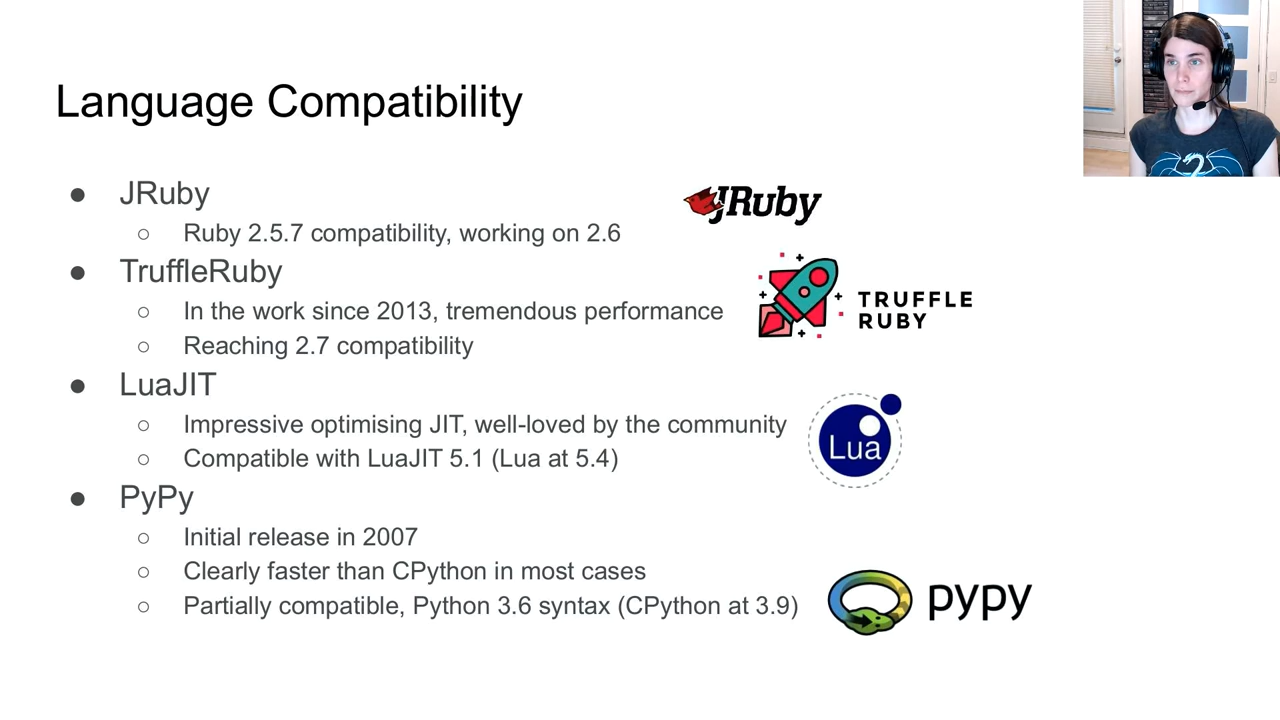 Language Compatibility
● JRuby
○ Ruby 2.5.7 compatibility, working on 2.6
JRuby
● TruffleRuby
○ In the work since 2013, tremendous performance
○ Reaching 2.7 compatibility
TRUFFLE
RUBY
● LuaJIT
○ Impressive optimising JIT, well-loved by the community
○ Compatible with LuaJIT 5.1 (Lua at 5.4)
Lua
● PyPy
○ Initial release in 2007
○ Clearly faster than CPython in most cases
○ Partially compatible, Python 3.6 syntax (CPython at 3.9)
pypy